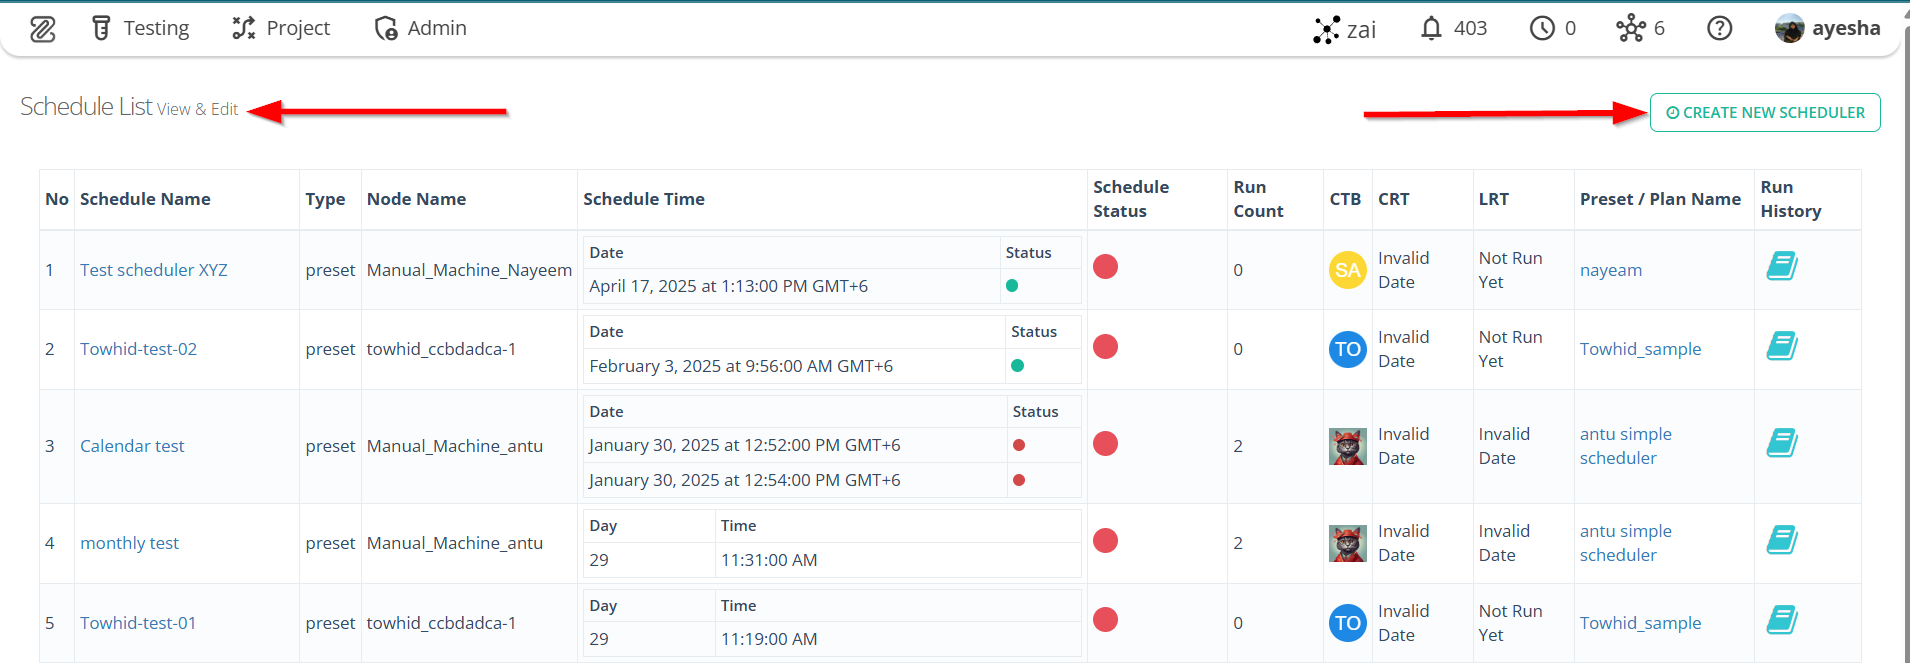 Testing Project Admin zai 403 0 6 ayesha
Schedule List View & Edit CREATE NEW SCHEDULER
No Schedule Name Type Node Name Schedule Time Schedule Status Run Count CTB CRT LRT Preset / Plan Name Run History
Date Status
1 Test scheduler XYZ preset Manual_Machine_Nayeem April 17, 2025 at 1:13:00 PM GMT+6 0 SA Invalid Date Not Run Yet nayeam
Date Status
2 Towhid-test-02 preset towhid_ccbdadca-1 February 3, 2025 at 9:56:00 AM GMT+6 0 TO Invalid Date Not Run Yet Towhid_sample
Date Status
3 Calendar test preset Manual_Machine_antu January 30, 2025 at 12:52:00 PM GMT+6 2 Invalid Date Invalid Date antu simple scheduler
January 30, 2025 at 12:54:00 PM GMT+6
Day Time
4 monthly test preset Manual_Machine_antu 29 11:31:00 AM 2 Invalid Date Invalid Date antu simple scheduler
Day Time
5 Towhid-test-01 preset towhid_ccbdadca-1 29 11:19:00 AM 0 TO Invalid Date Not Run Yet Towhid_sample